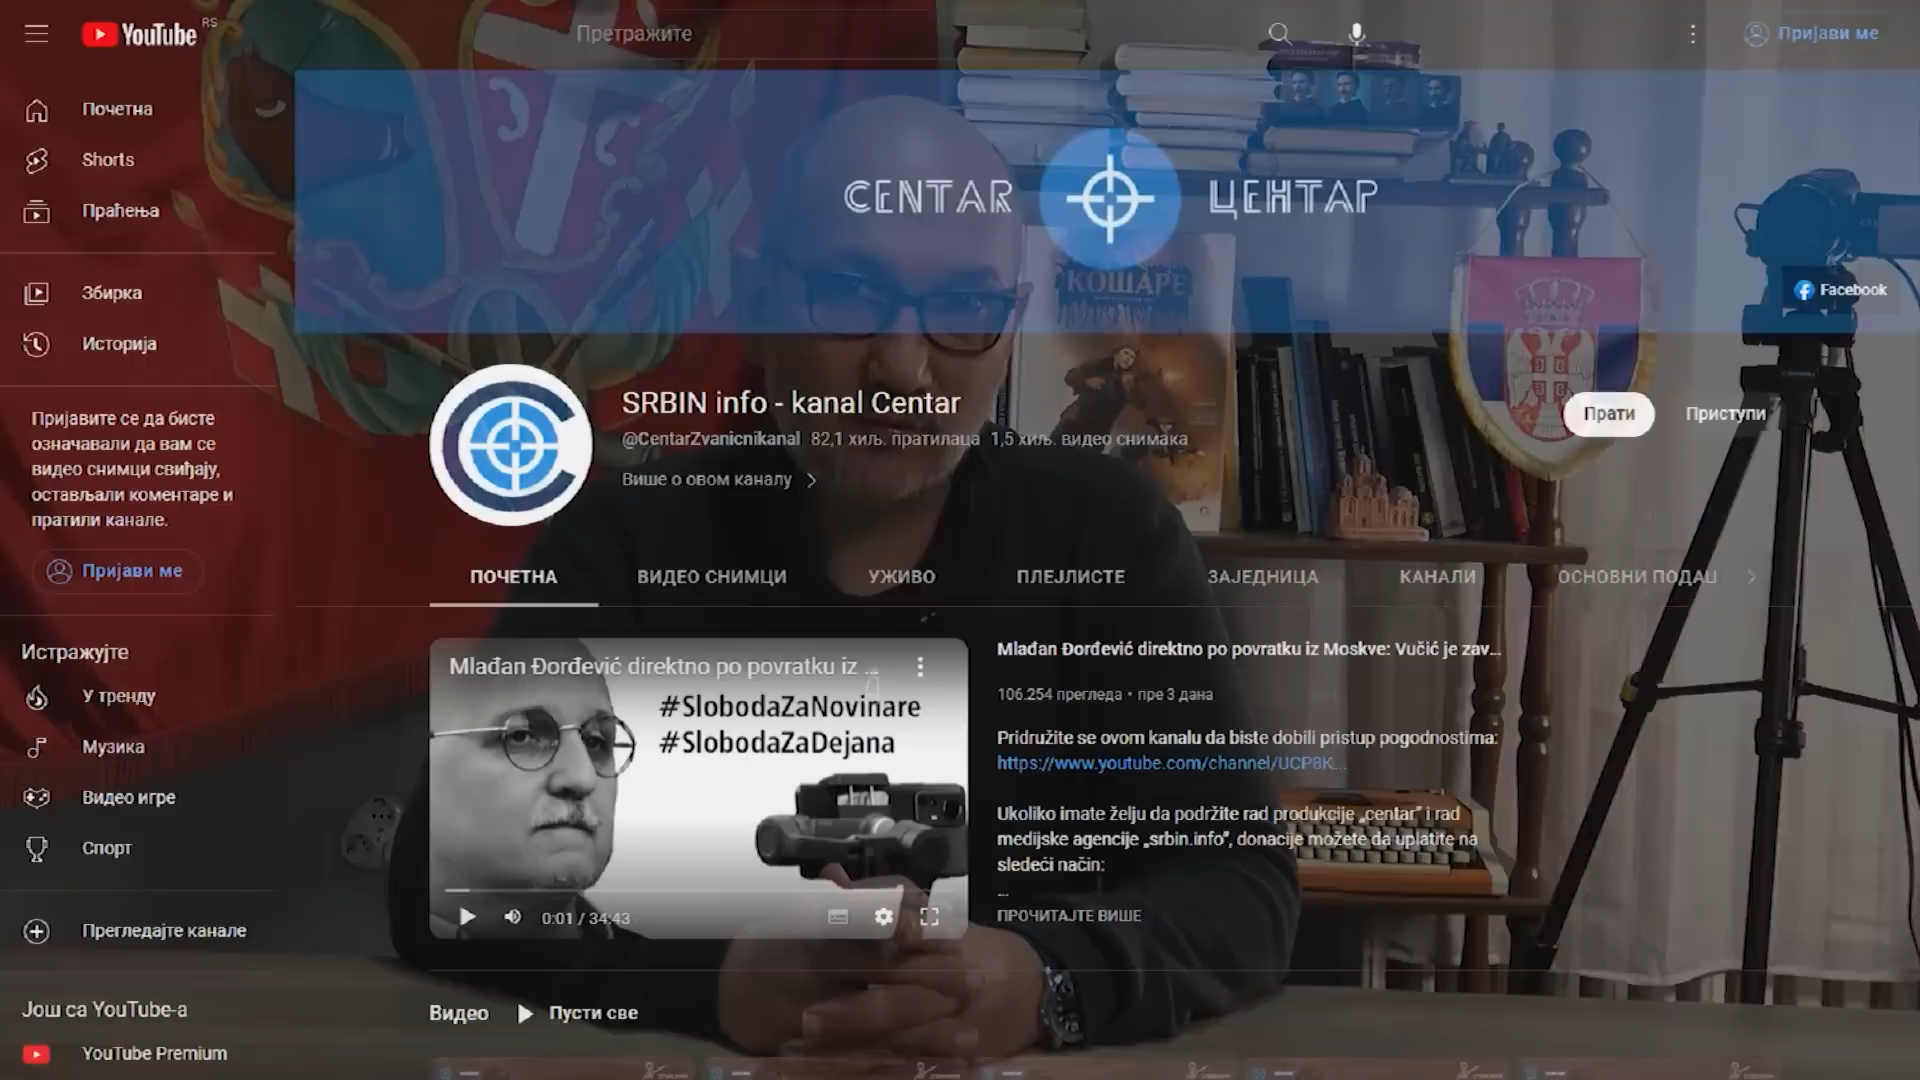 YouTube RS
Претражите
Пријави ме
Почетна
Shorts
Праћења
Збирка
Историја
Пријавите се да бисте
означавали да вам се
видео снимци свиђају,
остављали коментаре и
пратили канале.
Пријави ме
Истражујте
У тренду
Музика
Видео игре
Спорт
Прегледајте канале
Још са YouTube-а
YouTube Premium
CENTAR ЦЕНТАР
КОШАРЕ
Facebook
SRBIN info - kanal Centar
@CentarZvanicnikanal 82,1 хиљ. пратилаца 1,5 хиљ. видео снимака
Више о овом каналу
Прати
Приступи
ПОЧЕТНА
ВИДЕО СНИМЦИ
УЖИВО
ПЛЕЈЛИСТЕ
ЗАЈЕДНИЦА
КАНАЛИ
ОСНОВНИ ПОДАЦ
Mlađan Đorđević direktno po povratku iz ...
#SlobodaZaNovinare
#SlobodaZaDejana
0:01 / 34:43
Mlađan Đorđević direktno po povratku iz Moskve: Vučić je zav...
106.254 прегледа • пре 3 дана
Pridružite se ovom kanalu da biste dobili pristup pogodnostima:
https://www.youtube.com/channel/UCP8K...
Ukoliko imate želju da podržite rad produkcije „centar” i rad
medijske agencije „srbin.info”, donacije možete da uplatite na
sledeći način:
...
ПРОЧИТАЈТЕ ВИШЕ
Видео
Пусти све